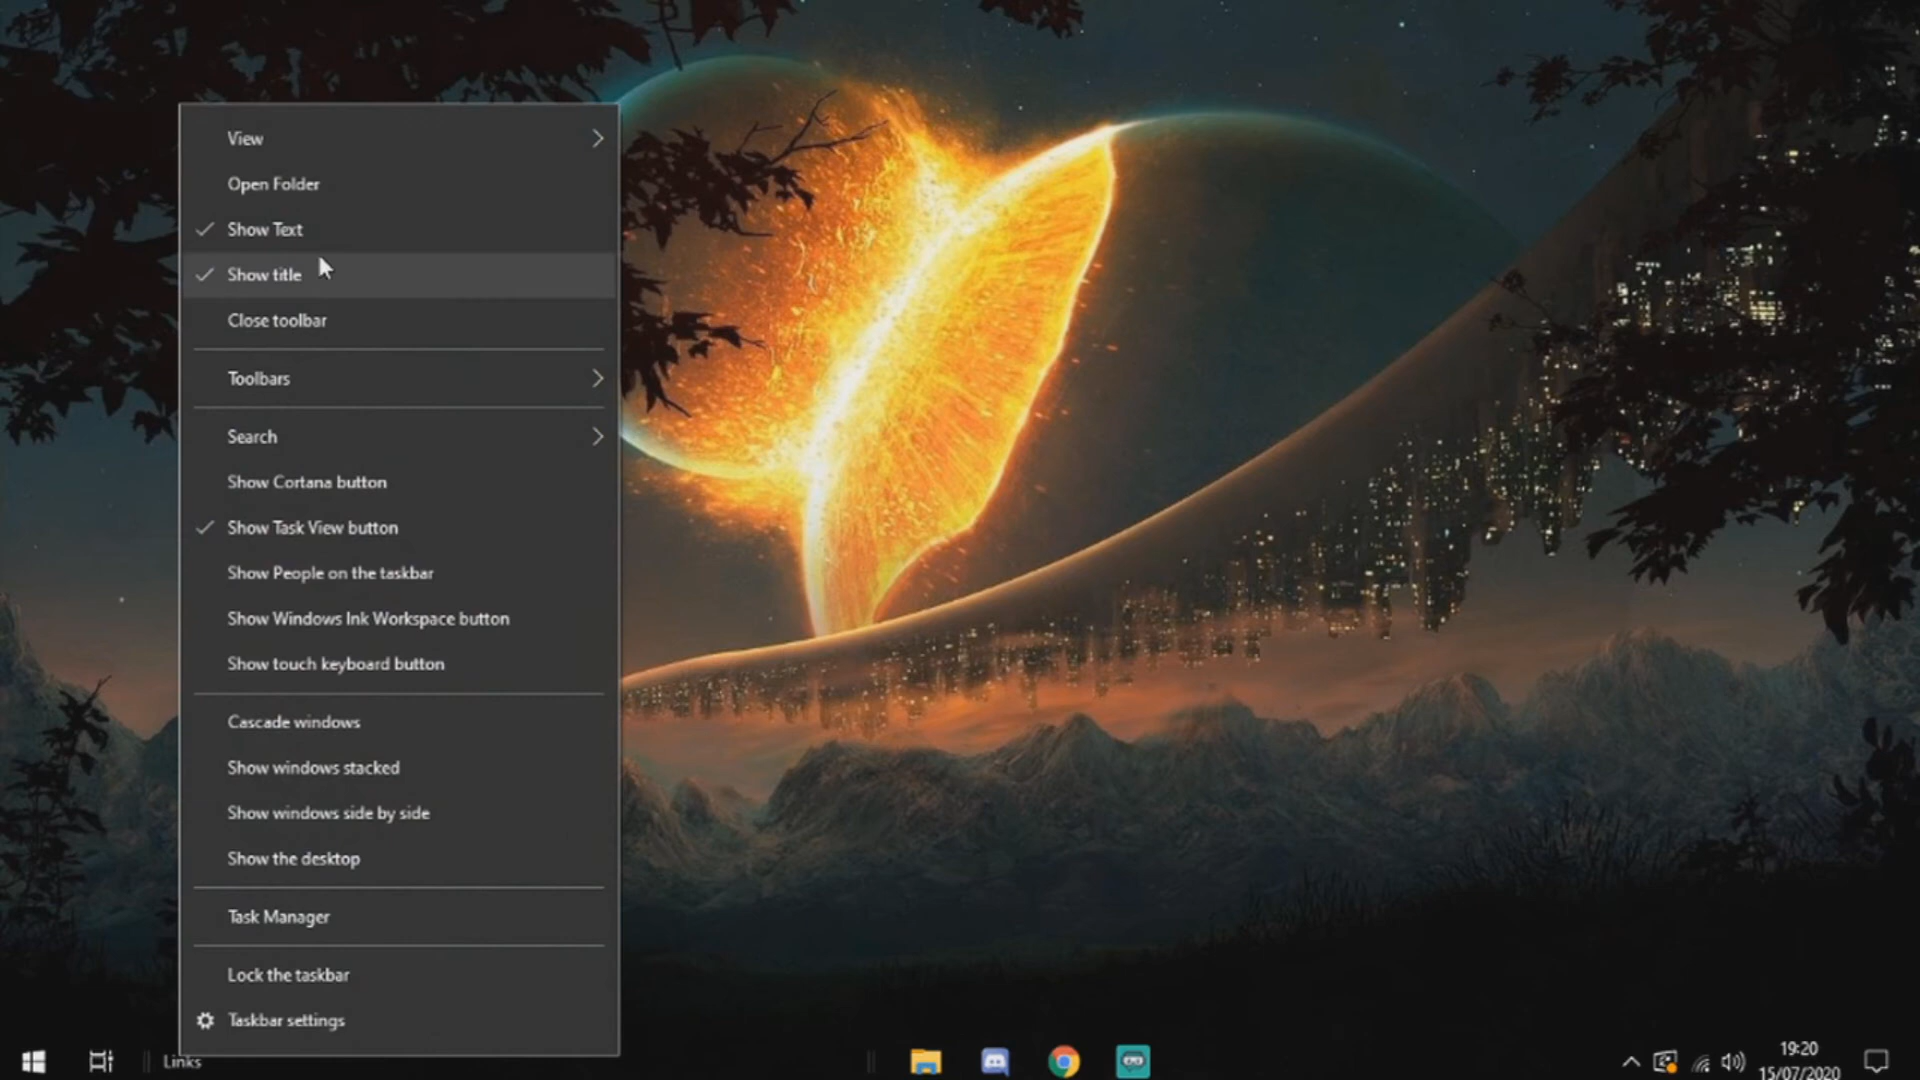 View
Open Folder
Show Text
Show title
Close toolbar
Toolbars
Search
Show Cortana button
Show Task View button
Show People on the taskbar
Show Windows Ink Workspace button
Show touch keyboard button
Cascade windows
Show windows stacked
Show windows side by side
Show the desktop
Task Manager
Lock the taskbar
Taskbar settings
Links
19:20
15/07/2020